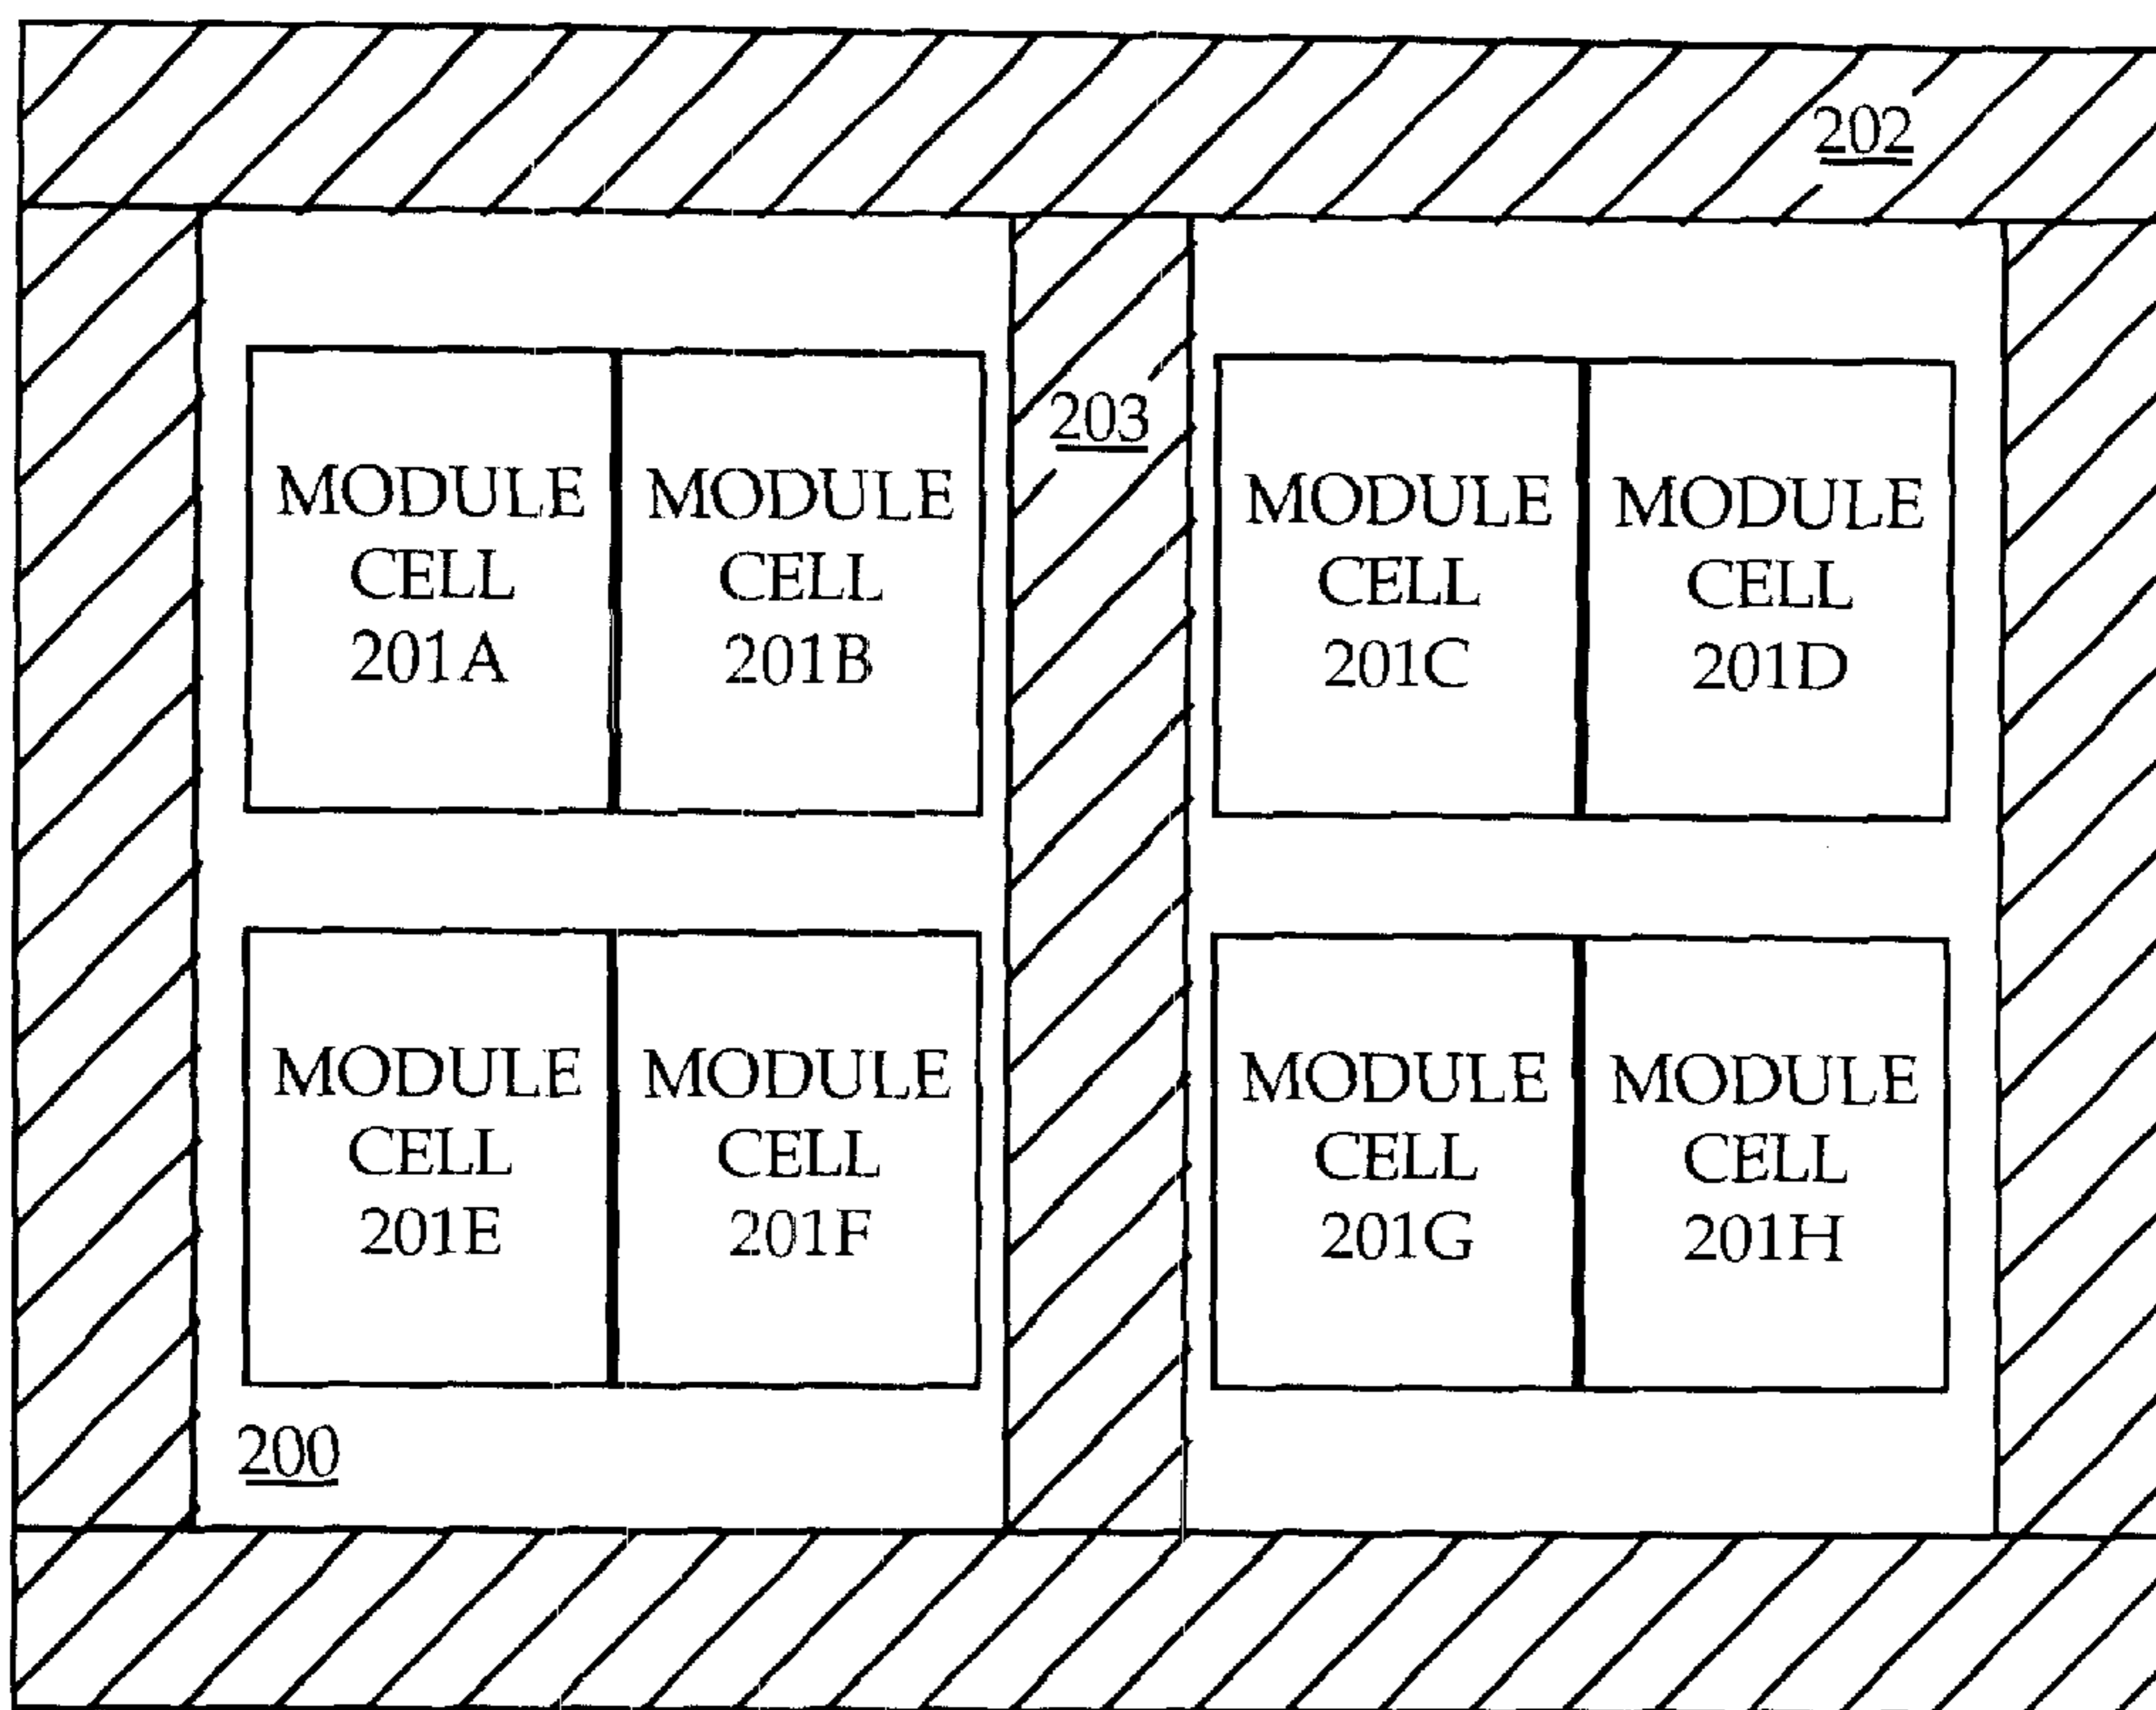 202
203
MODULE
CELL
201A
MODULE
CELL
201B
MODULE
CELL
201C
MODULE
CELL
201D
MODULE
CELL
201E
MODULE
CELL
201F
MODULE
CELL
201G
MODULE
CELL
201H
200